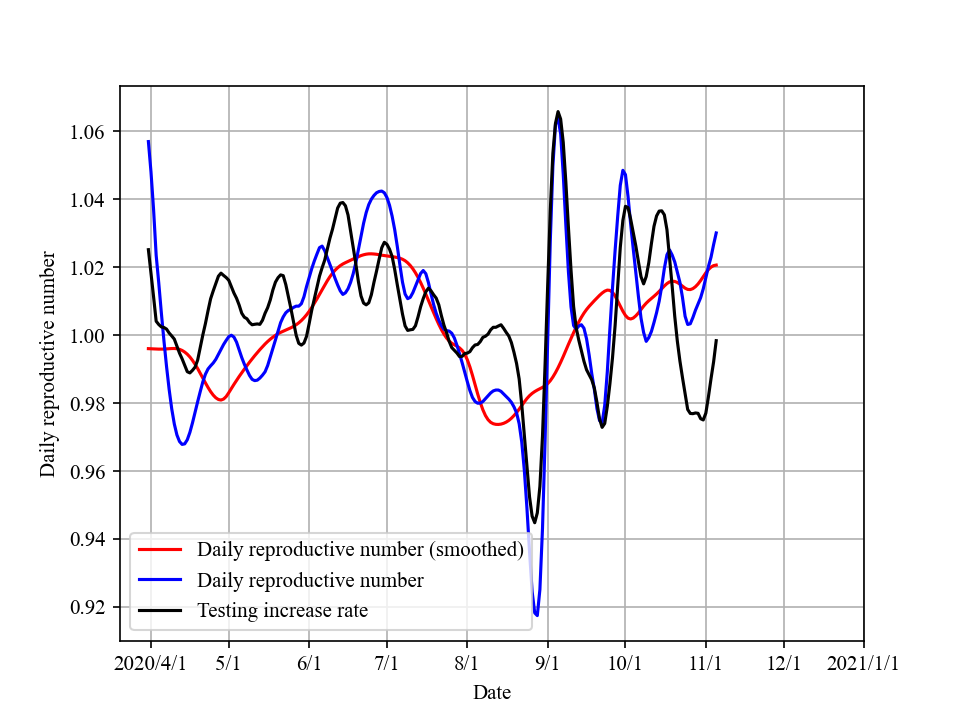 Daily reproductive number
1.06
1.04
1.02
1.00
0.98
0.96
0.94
0.92
Daily reproductive number (smoothed)
Daily reproductive number
Testing increase rate
2020/4/1 5/1 6/1 7/1 8/1 9/1 10/1 11/1 12/1 2021/1/1
Date